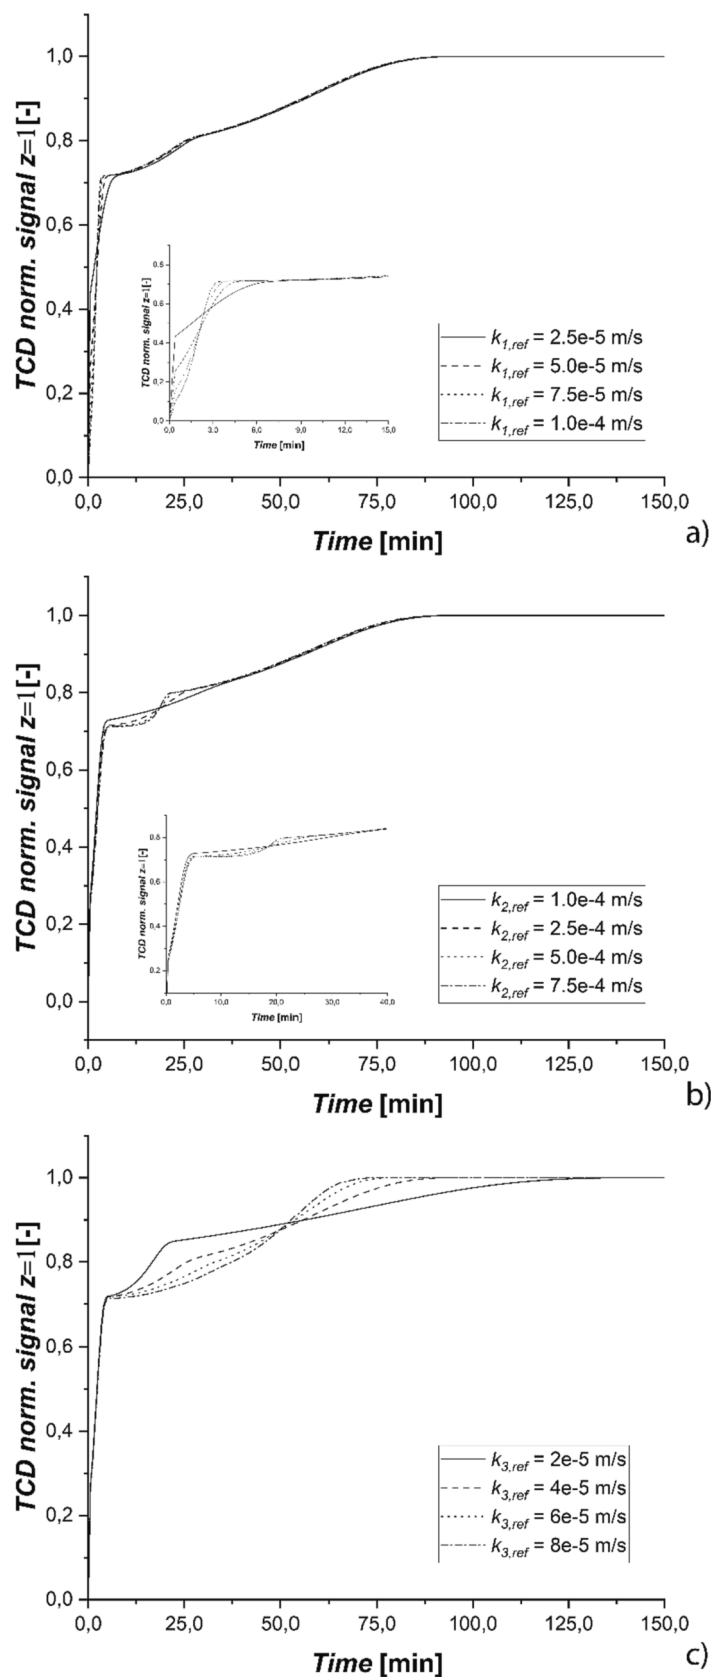 TCD norm. signal z=1[-]
1,0
0,8
0,6
0,4
0,2
0,0
TCD norm. signal z=1[-]
0,8
0,6
0,4
0,2
0,0
0,0 3,0 6,0 9,0 12,0 15,0
Time [min]
k1,ref = 2.5e-5 m/s
k1,ref = 5.0e-5 m/s
k1,ref = 7.5e-5 m/s
k1,ref = 1.0e-4 m/s
0,0 25,0 50,0 75,0 100,0 125,0 150,0
Time [min]
a)
TCD norm. signal z=1[-]
1,0
0,8
0,6
0,4
0,2
0,0
TCD norm. signal z=1[-]
0,8
0,6
0,4
0,2
0,0 10,0 20,0 30,0 40,0
Time [min]
k2,ref = 1.0e-4 m/s
k2,ref = 2.5e-4 m/s
k2,ref = 5.0e-4 m/s
k2,ref = 7.5e-4 m/s
0,0 25,0 50,0 75,0 100,0 125,0 150,0
Time [min]
b)
TCD norm. signal z=1[-]
1,0
0,8
0,6
0,4
0,2
0,0
k3,ref = 2e-5 m/s
k3,ref = 4e-5 m/s
k3,ref = 6e-5 m/s
k3,ref = 8e-5 m/s
0,0 25,0 50,0 75,0 100,0 125,0 150,0
Time [min]
c)